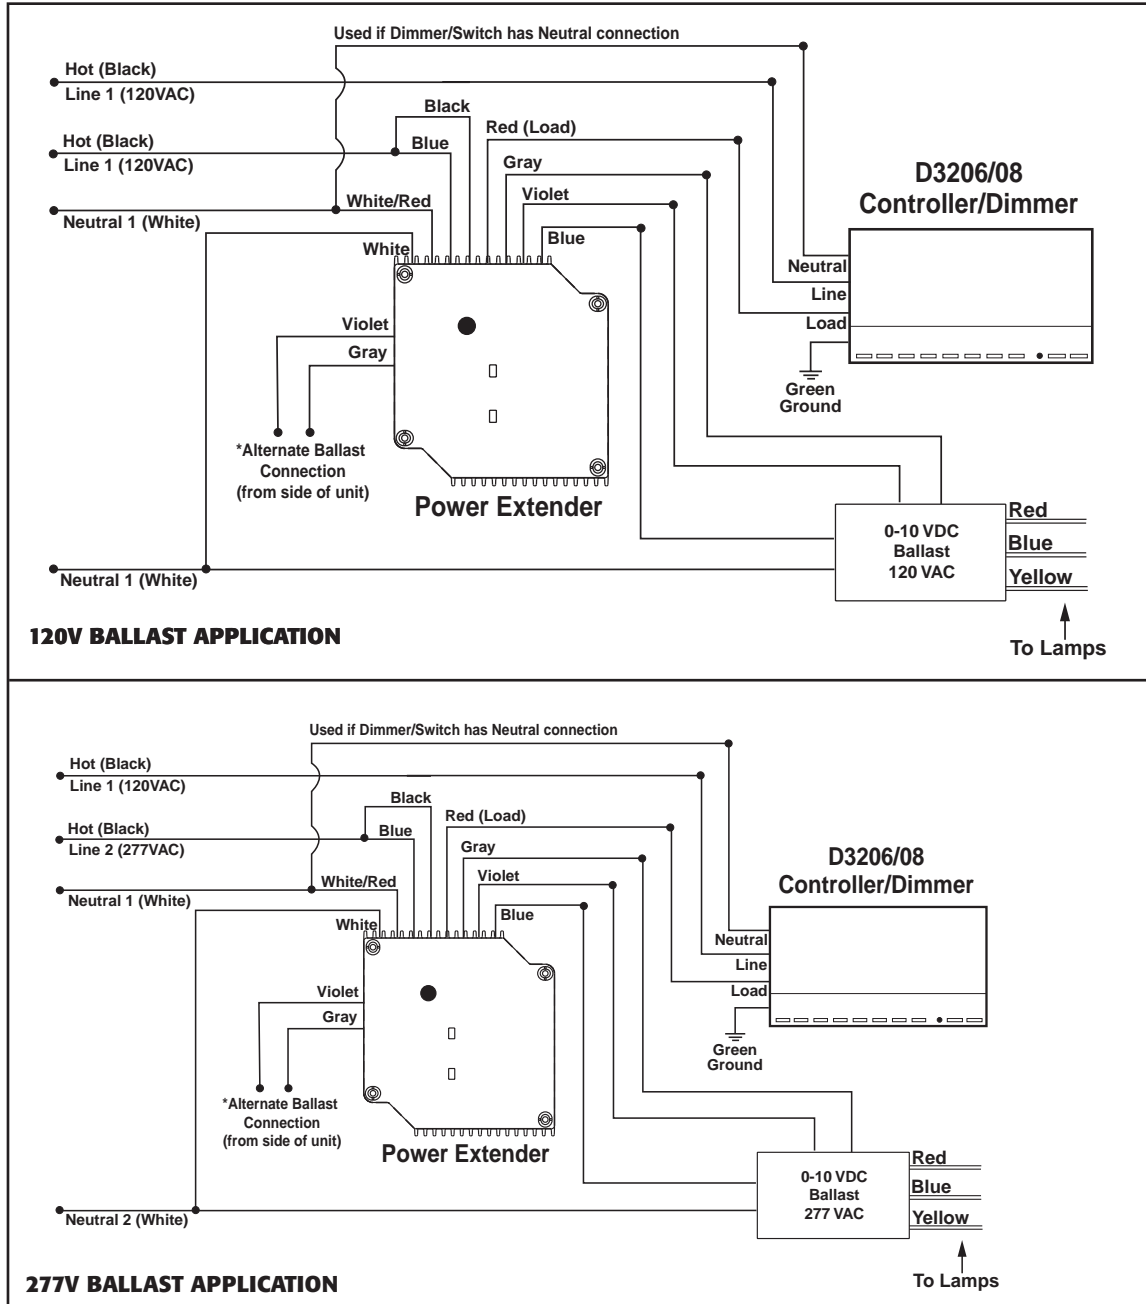 Used if Dimmer/Switch has Neutral connection
Hot (Black)
Line 1 (120VAC)
Black
Hot (Black)
Line 1 (120VAC)
Blue
Red (Load)
Gray
Violet
White/Red
Neutral 1 (White)
White
Blue
D3206/08
Controller/Dimmer
Neutral
Line
Load
Green
Ground
Violet
Gray
*Alternate Ballast
Connection
(from side of unit)
Power Extender
0-10 VDC
Ballast
120 VAC
Red
Blue
Yellow
To Lamps
Neutral 1 (White)
120V BALLAST APPLICATION
Used if Dimmer/Switch has Neutral connection
Hot (Black)
Line 1 (120VAC)
Black
Hot (Black)
Line 2 (277VAC)
Blue
Red (Load)
Gray
Violet
White/Red
Neutral 1 (White)
White
Blue
D3206/08
Controller/Dimmer
Neutral
Line
Load
Green
Ground
Violet
Gray
*Alternate Ballast
Connection
(from side of unit)
Power Extender
0-10 VDC
Ballast
277 VAC
Red
Blue
Yellow
To Lamps
Neutral 2 (White)
277V BALLAST APPLICATION